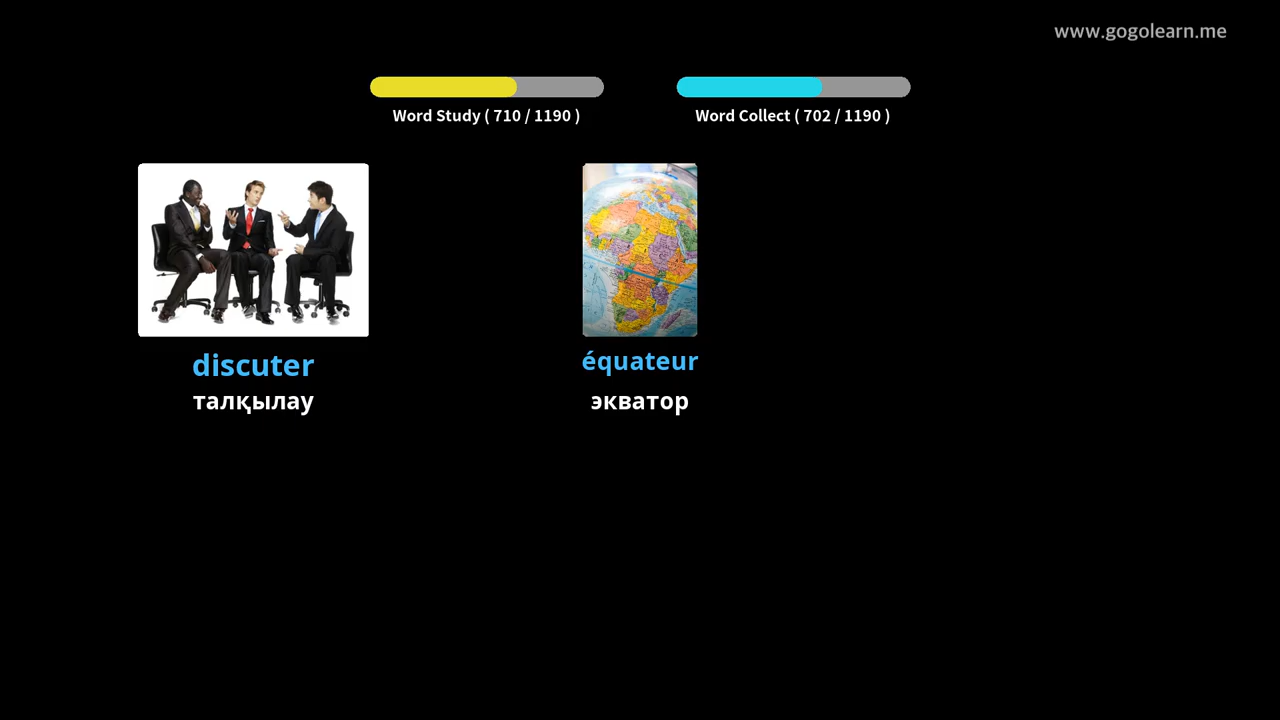 www.gogolearn.me
Word Study ( 710 / 1190 )
Word Collect ( 702 / 1190 )
discuter
талқылау
équateur
экватор